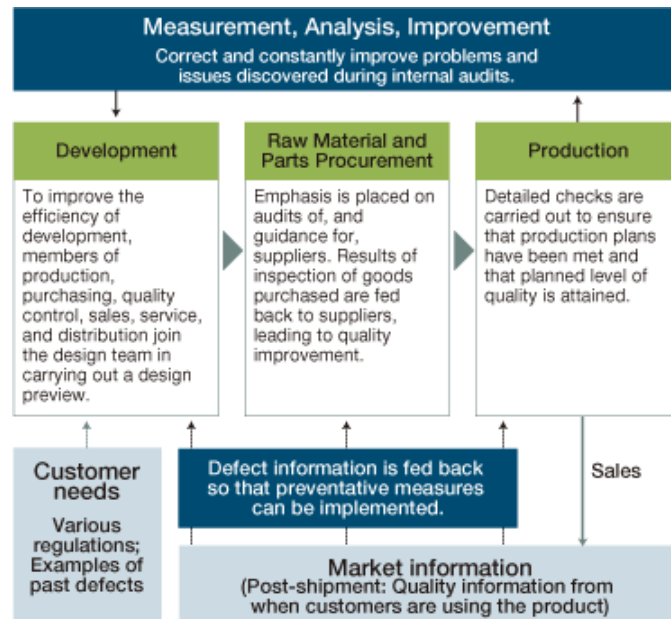 Measurement, Analysis, Improvement
Correct and constantly improve problems and
issues discovered during internal audits.
Development
To improve the
efficiency of
development,
members of
production,
purchasing, quality
control, sales, service,
and distribution join
the design team in
carrying out a design
preview.
Raw Material and
Parts Procurement
Emphasis is placed on
audits of, and
guidance for,
suppliers. Results of
inspection of goods
purchased are fed
back to suppliers,
leading to quality
improvement.
Production
Detailed checks are
carried out to ensure
that production plans
have been met and
that planned level of
quality is attained.
Customer
needs
Various
regulations;
Examples of
past defects
Defect information is fed back
so that preventative measures
can be implemented.
Sales
Market information
(Post-shipment: Quality information from
when customers are using the product)